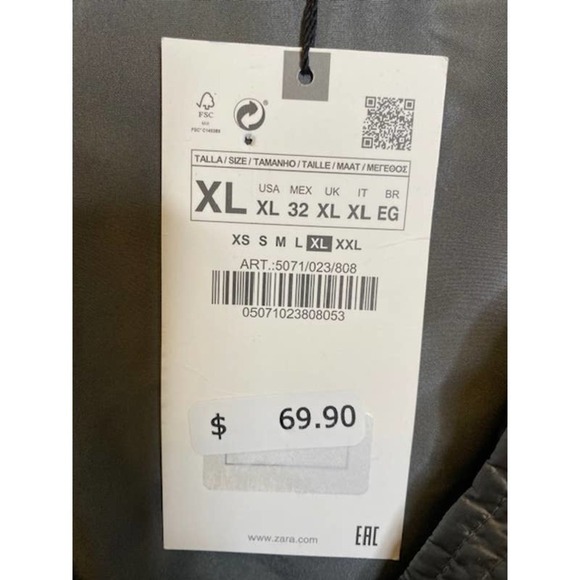 FSC
TALLA / SIZE / TAMANHO / TAILLE / MAAT / ΜΕΓΕΘΟΣ
XL
USA MEX UK IT BR
XL 32 XL XL EG
XS S M L XL XXL
ART.:5071/023/808
05071023808053
$ 69.90
www.zara.com
EAC